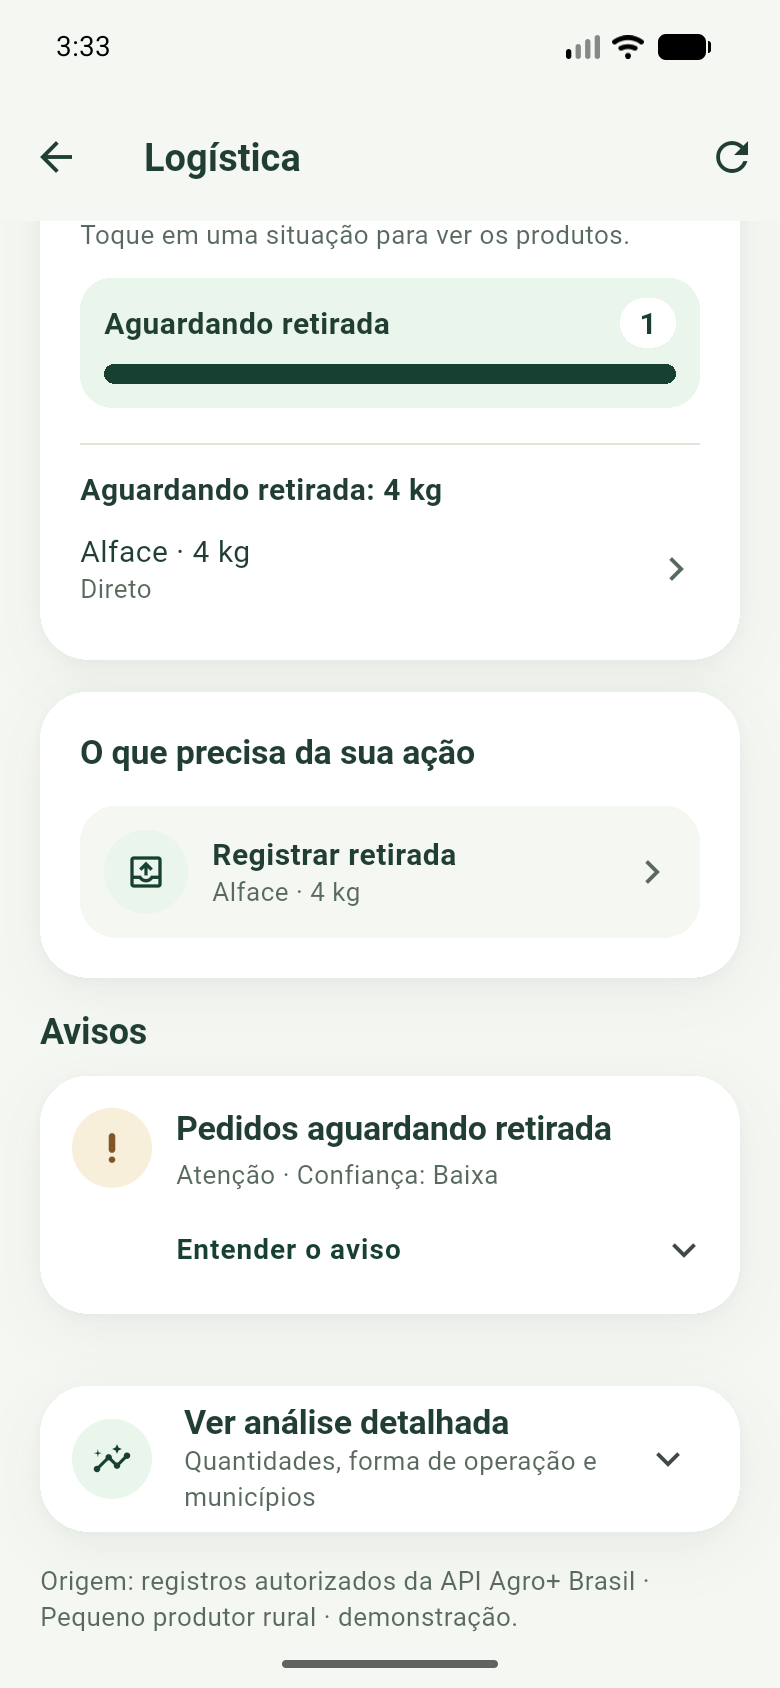 3:33
Logística
Toque em uma situação para ver os produtos.
Aguardando retirada
1
Aguardando retirada: 4 kg
Alface · 4 kg
Direto
O que precisa da sua ação
Registrar retirada
Alface · 4 kg
Avisos
Pedidos aguardando retirada
Atenção · Confiança: Baixa
Entender o aviso
Ver análise detalhada
Quantidades, forma de operação e
municípios
Origem: registros autorizados da API Agro+ Brasil ·
Pequeno produtor rural · demonstração.